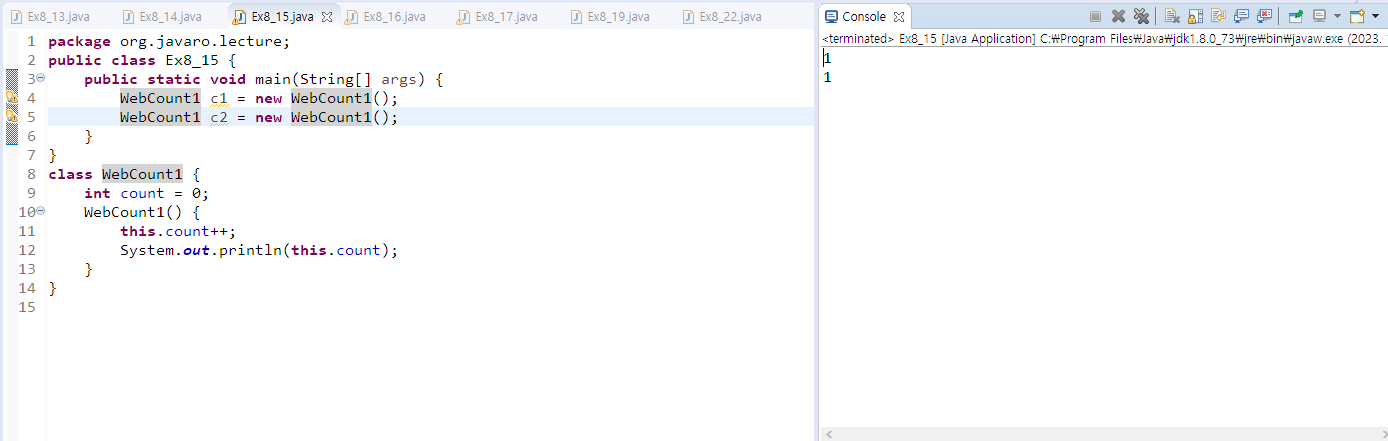 Ex8_13.java Ex8_14.java Ex8_15.java Ex8_16.java Ex8_17.java Ex8_19.java Ex8_22.java
1 package org.javaro.lecture;
2 public class Ex8_15 {
3 public static void main(String[] args) {
4 WebCount1 c1 = new WebCount1();
5 WebCount1 c2 = new WebCount1();
6 }
7 }
8 class WebCount1 {
9 int count = 0;
10 WebCount1() {
11 this.count++;
12 System.out.println(this.count);
13 }
14 }
15
Console
<terminated> Ex8_15 [Java Application] C:₩Program Files₩Java₩jdk1.8.0_73₩jre₩bin₩javaw.exe (2023.
1
1